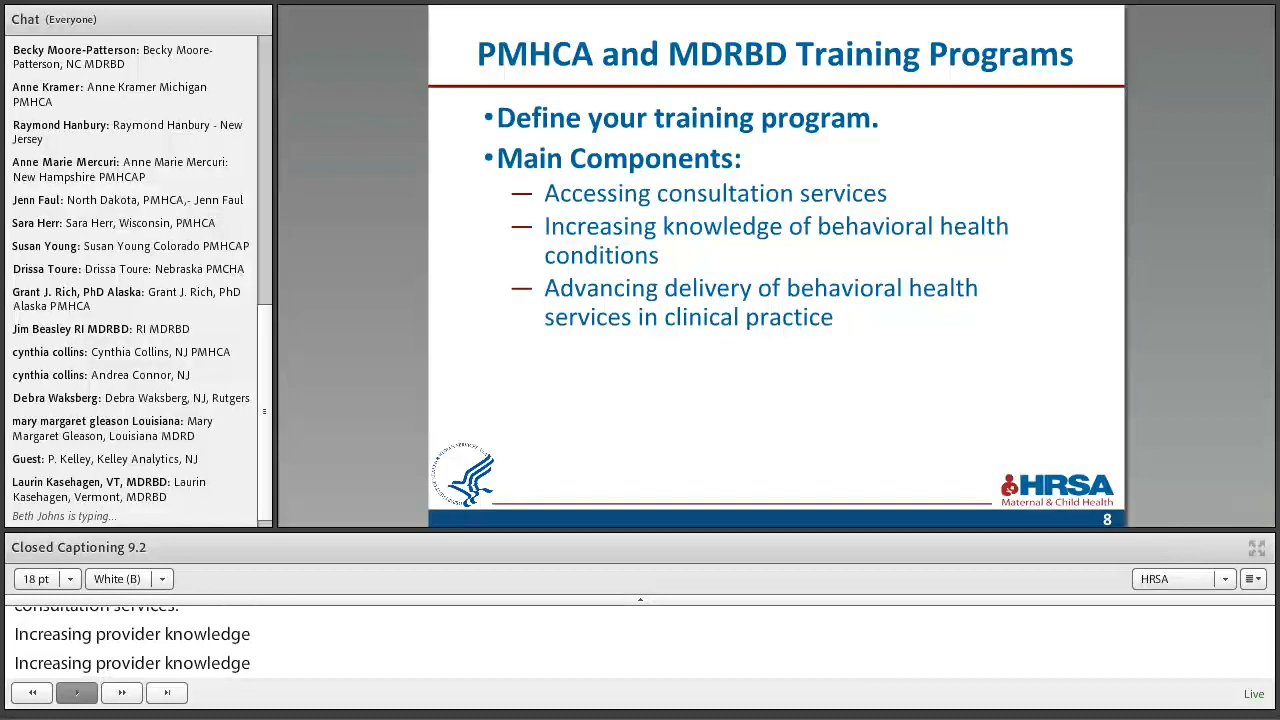 Chat (Everyone)
Becky Moore-Patterson: Becky Moore-
Patterson, NC MDRBD
Anne Kramer: Anne Kramer Michigan
PMHCA
Raymond Hanbury: Raymond Hanbury - New
Jersey
Anne Marie Mercuri: Anne Marie Mercuri:
New Hampshire PMHCAP
Jenn Faul: North Dakota, PMHCA,- Jenn Faul
Sara Herr: Sara Herr, Wisconsin, PMHCA
Susan Young: Susan Young Colorado PMHCAP
Drissa Toure: Drissa Toure: Nebraska PMCHA
Grant J. Rich, PhD Alaska: Grant J. Rich, PhD
Alaska PMHCA
Jim Beasley RI MDRBD: RI MDRBD
cynthia collins: Cynthia Collins, NJ PMHCA
cynthia collins: Andrea Connor, NJ
Debra Waksberg: Debra Waksberg, NJ, Rutgers
mary margaret gleason Louisiana: Mary
Margaret Gleason, Louisiana MDRD
Guest: P. Kelley, Kelley Analytics, NJ
Laurin Kasehagen, VT, MDRBD: Laurin
Kasehagen, Vermont, MDRBD
Beth Johns is typing...
PMHCA and MDRBD Training Programs
•Define your training program.
•Main Components:
— Accessing consultation services
— Increasing knowledge of behavioral health
conditions
— Advancing delivery of behavioral health
services in clinical practice
HRSA
Maternal & Child Health
8
Closed Captioning 9.2
18 pt
White (B)
HRSA
consultation services.
Increasing provider knowledge
Increasing provider knowledge
Live